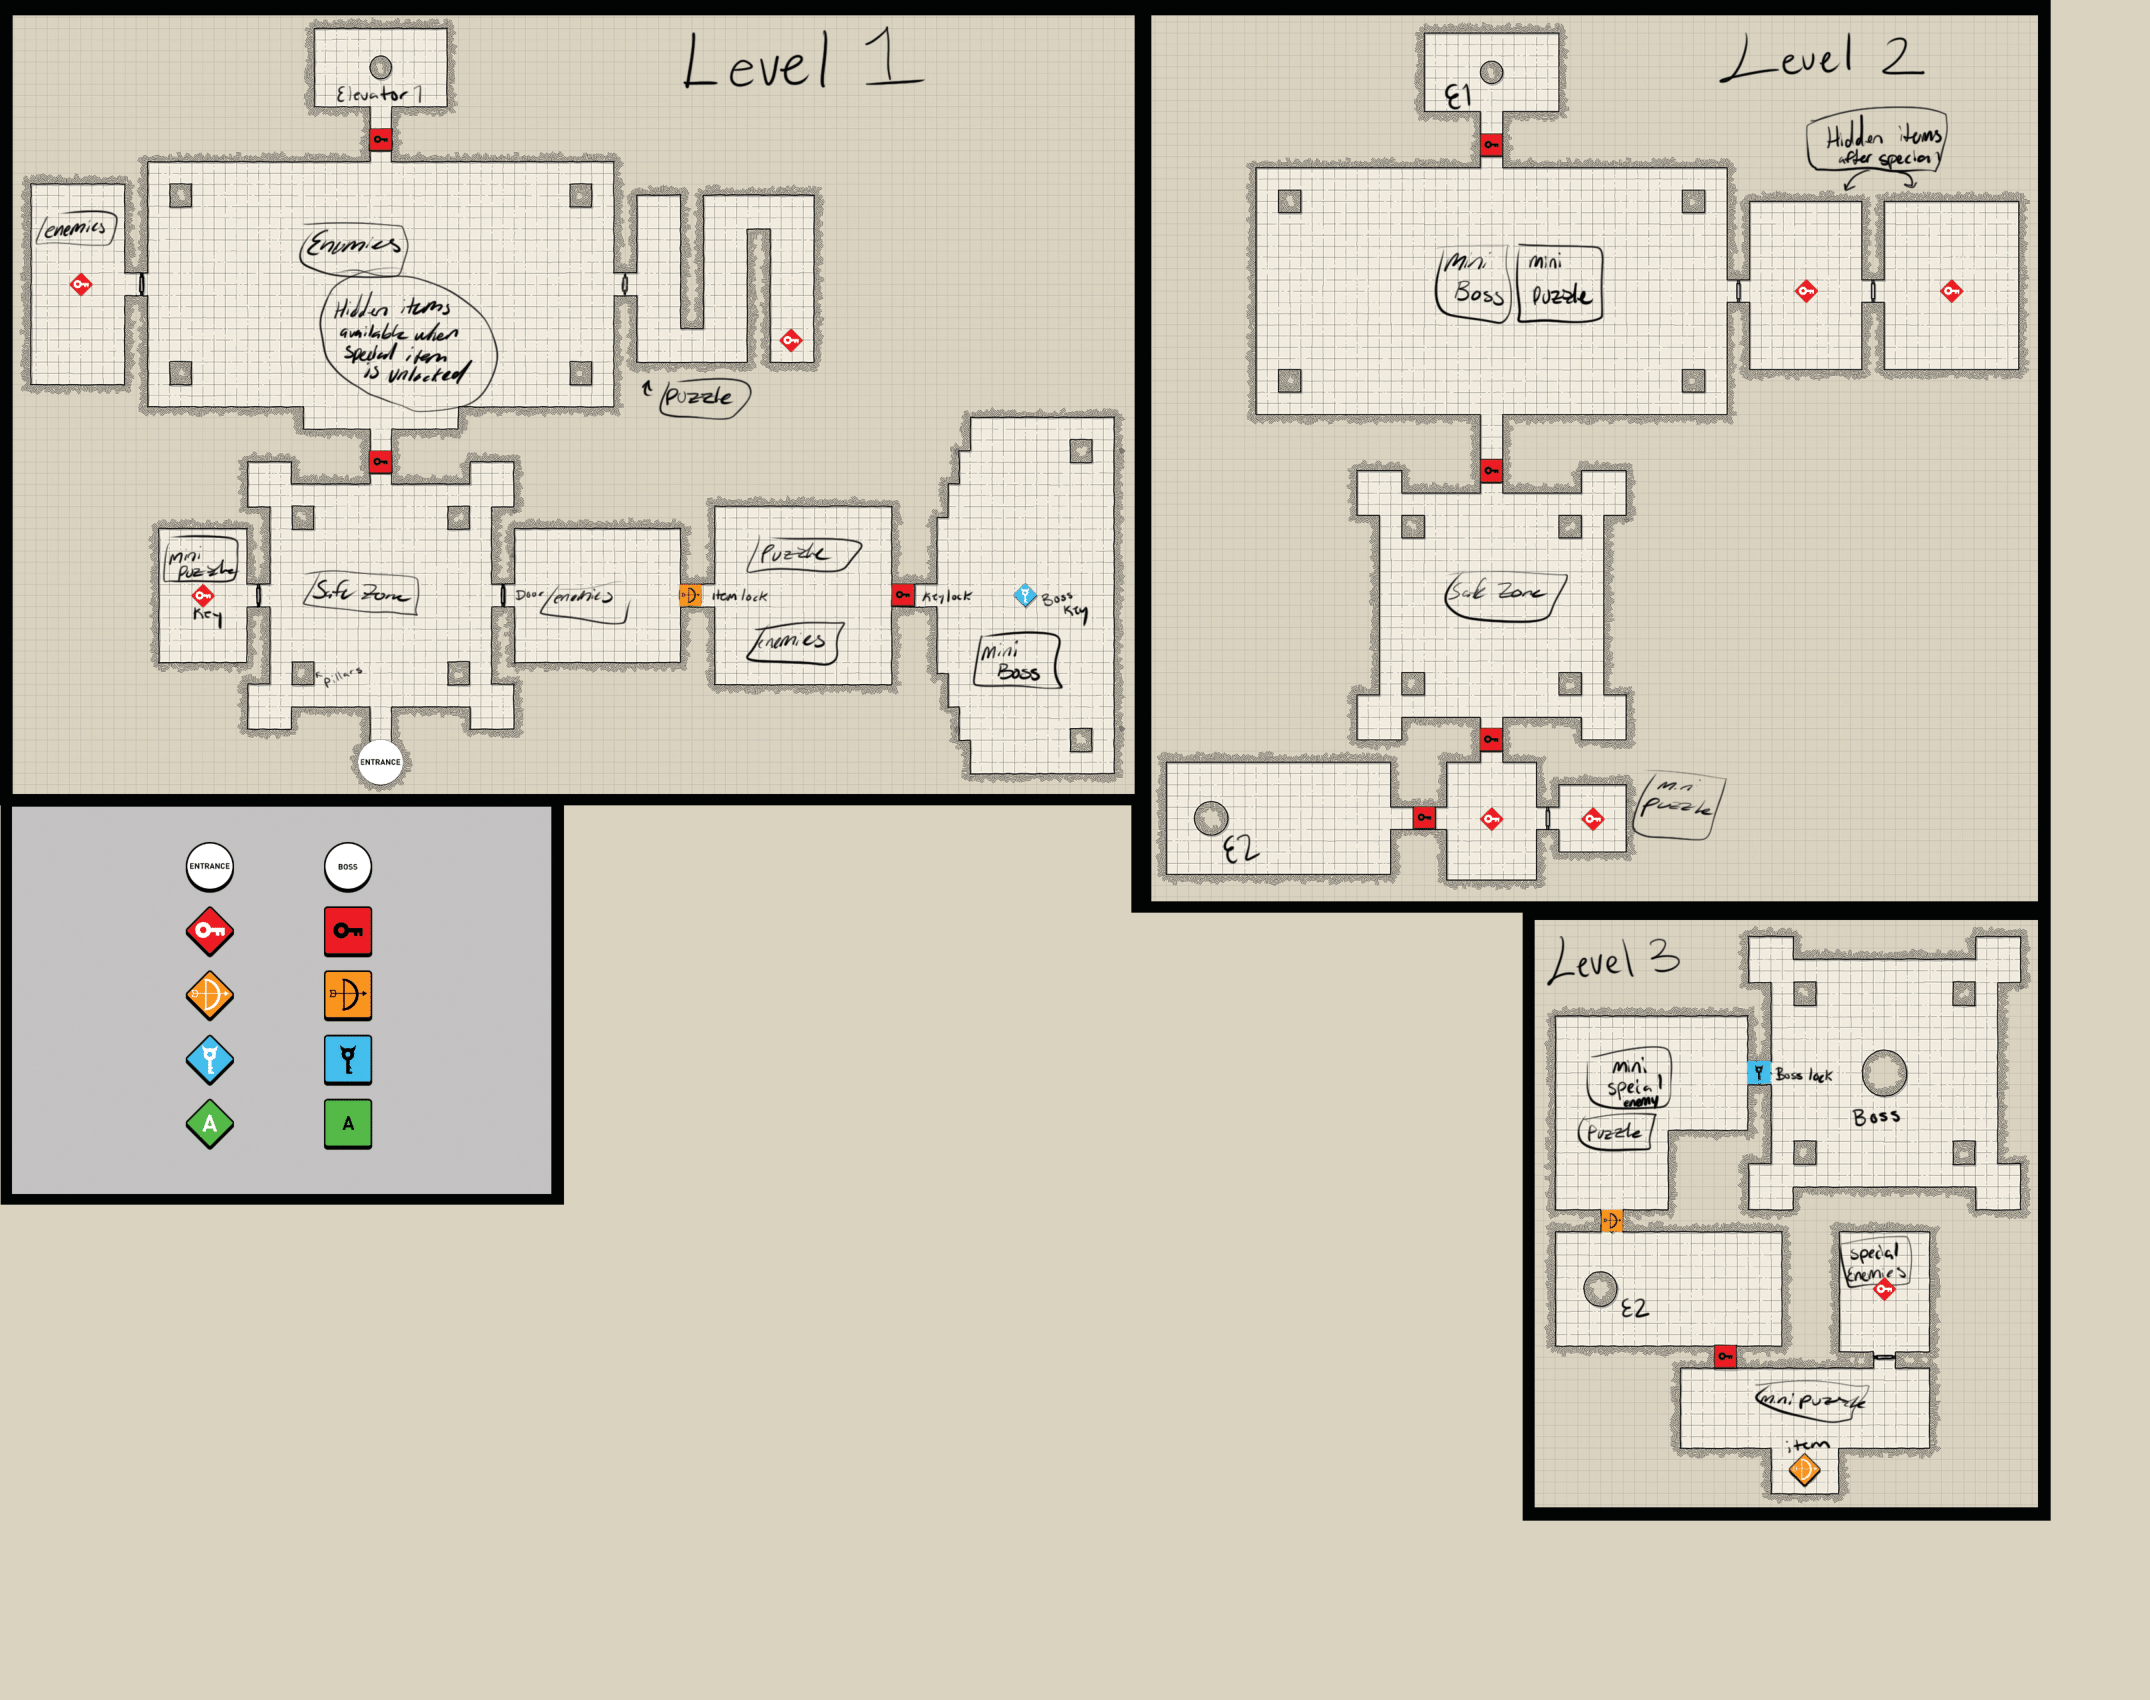 Level 1
Elevator 1
enemies
Enemies
Hidden items
available when
special item
is unlocked
puzzle
mini
puzzle
Key
Safe Zone
Pillars
ENTRANCE
Door
enemies
item lock
Puzzle
Enemies
Key lock
Boss
Key
Mini
Boss
Level 2
E1
Hidden items
after special
Mini
Boss
mini
puzzle
Safe Zone
E2
Mini
puzzle
ENTRANCE
BOSS
A
A
Level 3
mini
special
enemy
Puzzle
Boss lock
Boss
E2
special
Enemies
mini puzzle
item